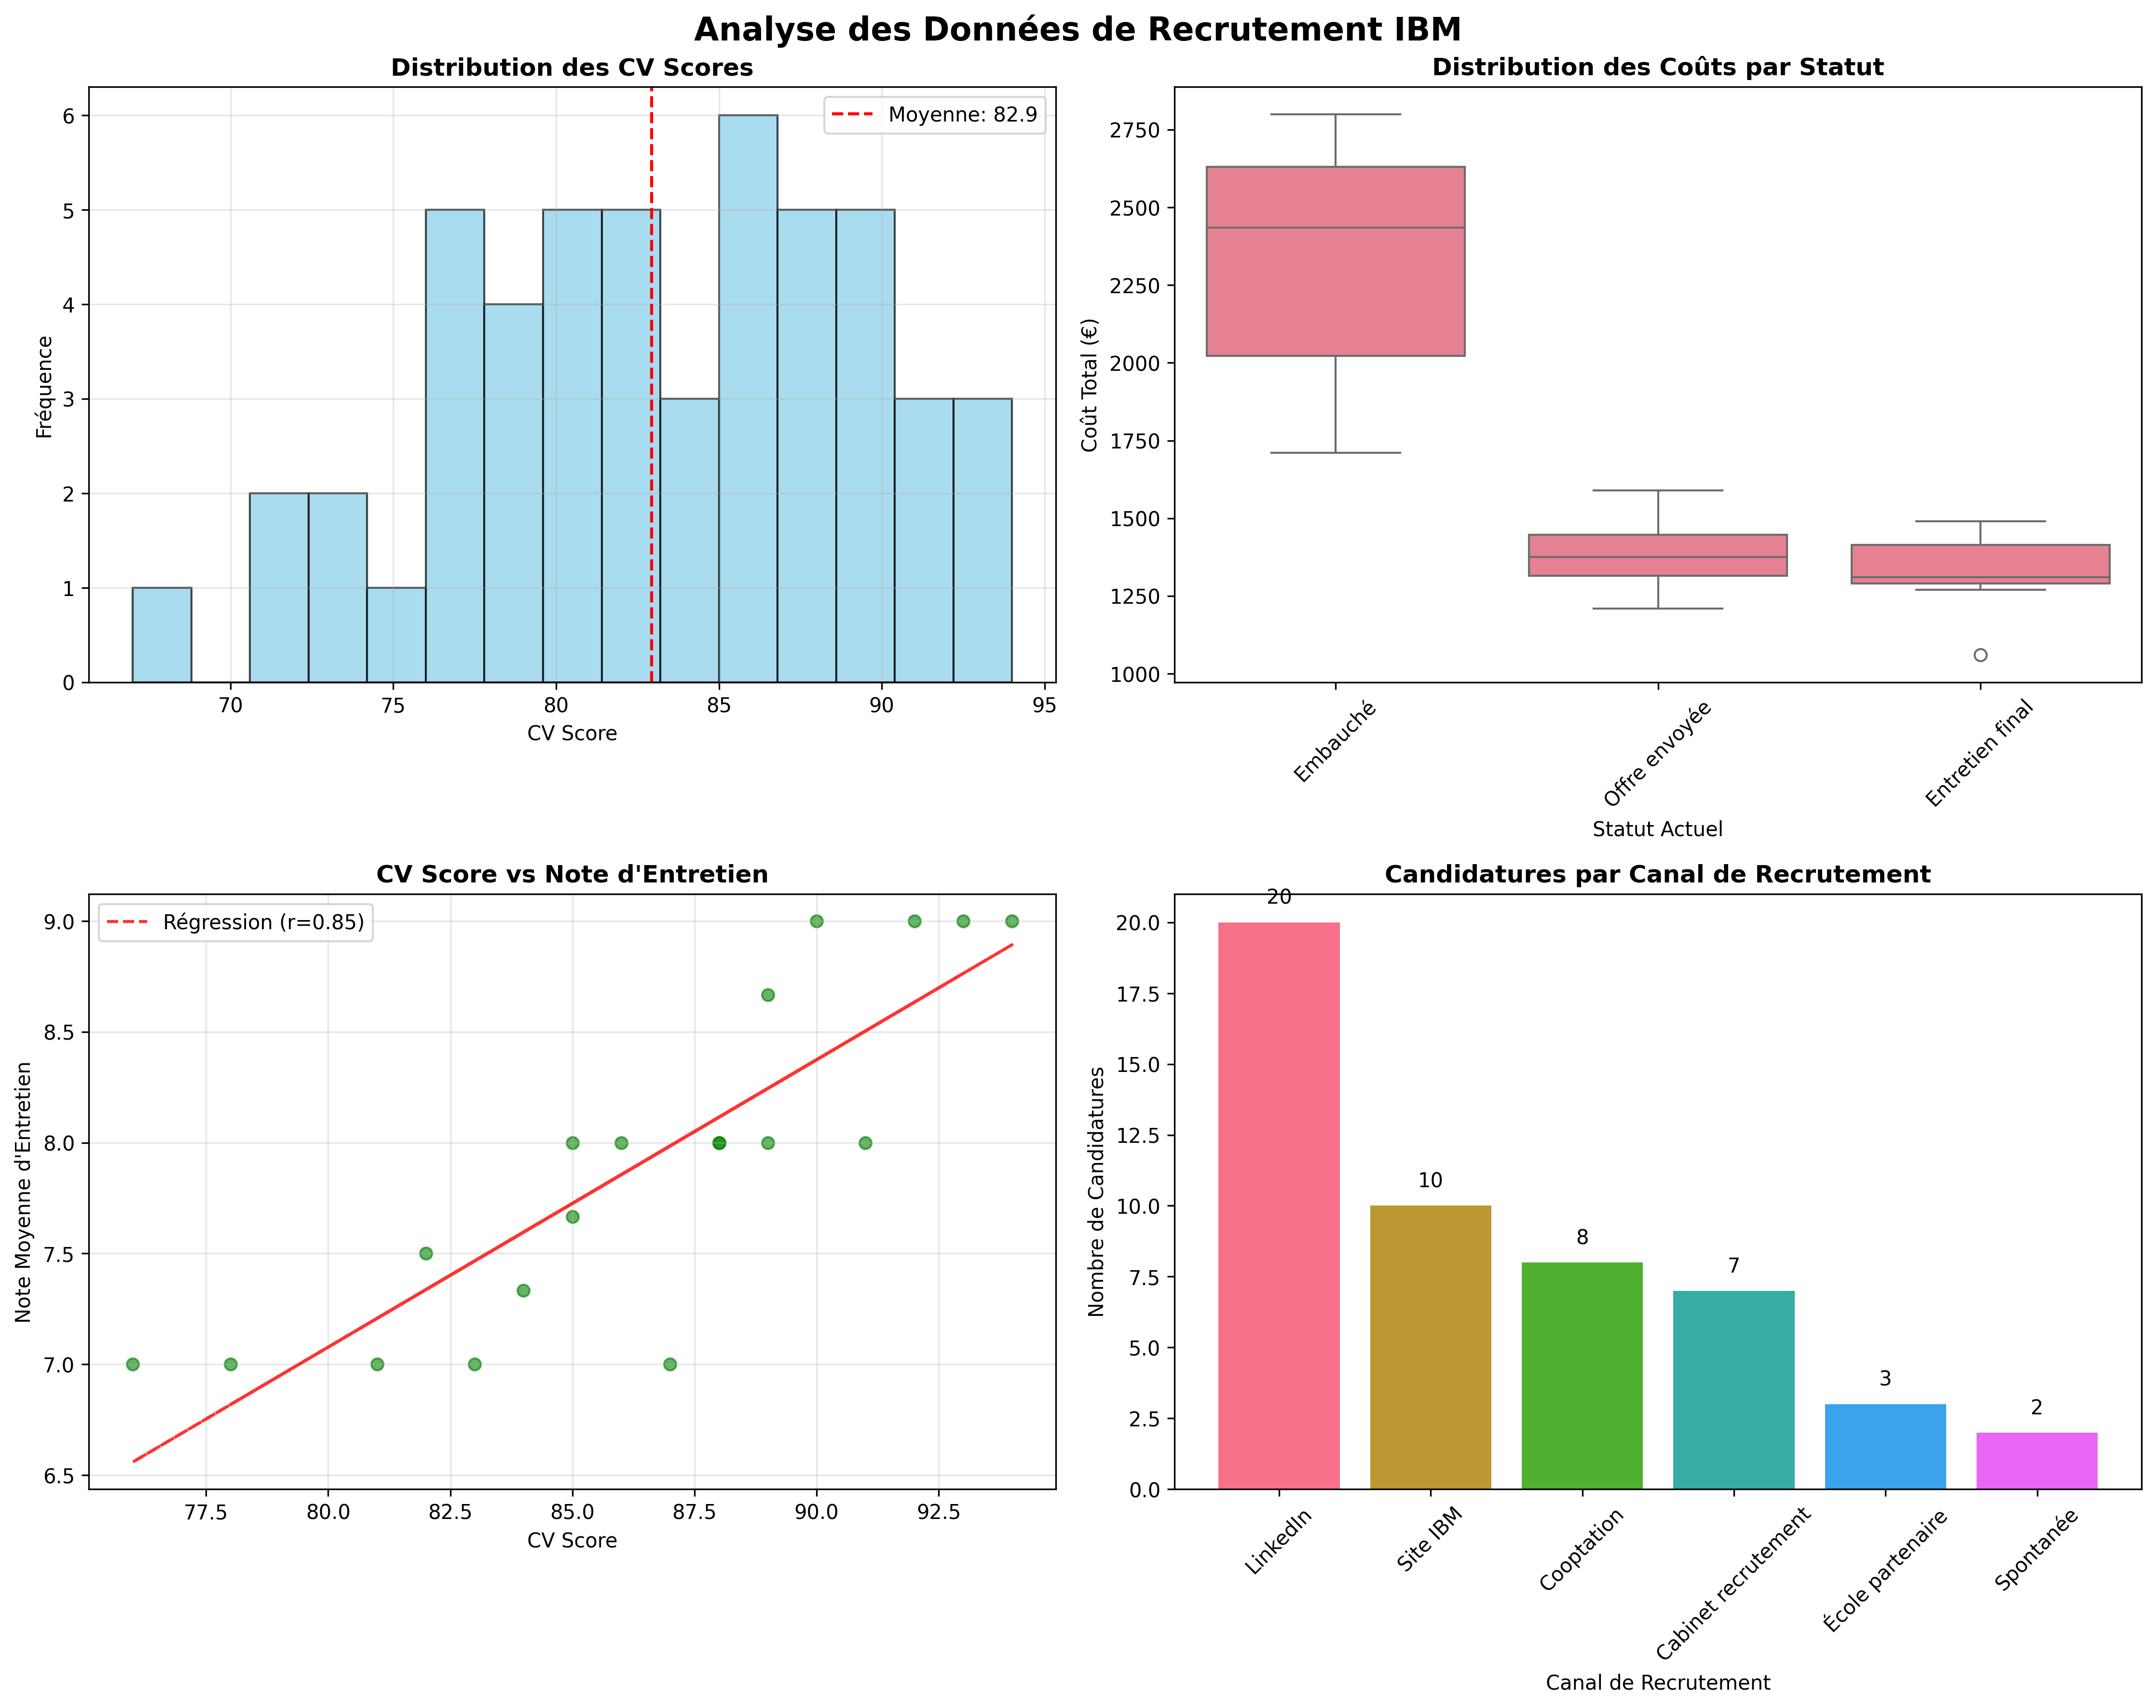 Analyse des Données de Recrutement IBM
Distribution des CV Scores
Moyenne: 82.9
6
5
4
3
2
1
0
Fréquence
70
75
80
85
90
95
CV Score
Distribution des Coûts par Statut
2750
2500
2250
2000
1750
1500
1250
1000
Coût Total (€)
Embauché
Offre envoyée
Entretien final
Statut Actuel
CV Score vs Note d'Entretien
Régression (r=0.85)
9.0
8.5
8.0
7.5
7.0
6.5
Note Moyenne d'Entretien
77.5
80.0
82.5
85.0
87.5
90.0
92.5
CV Score
Candidatures par Canal de Recrutement
20.0
17.5
15.0
12.5
10.0
7.5
5.0
2.5
0.0
Nombre de Candidatures
20
10
8
7
3
2
LinkedIn
Site IBM
Cooptation
Cabinet recrutement
École partenaire
Spontanée
Canal de Recrutement